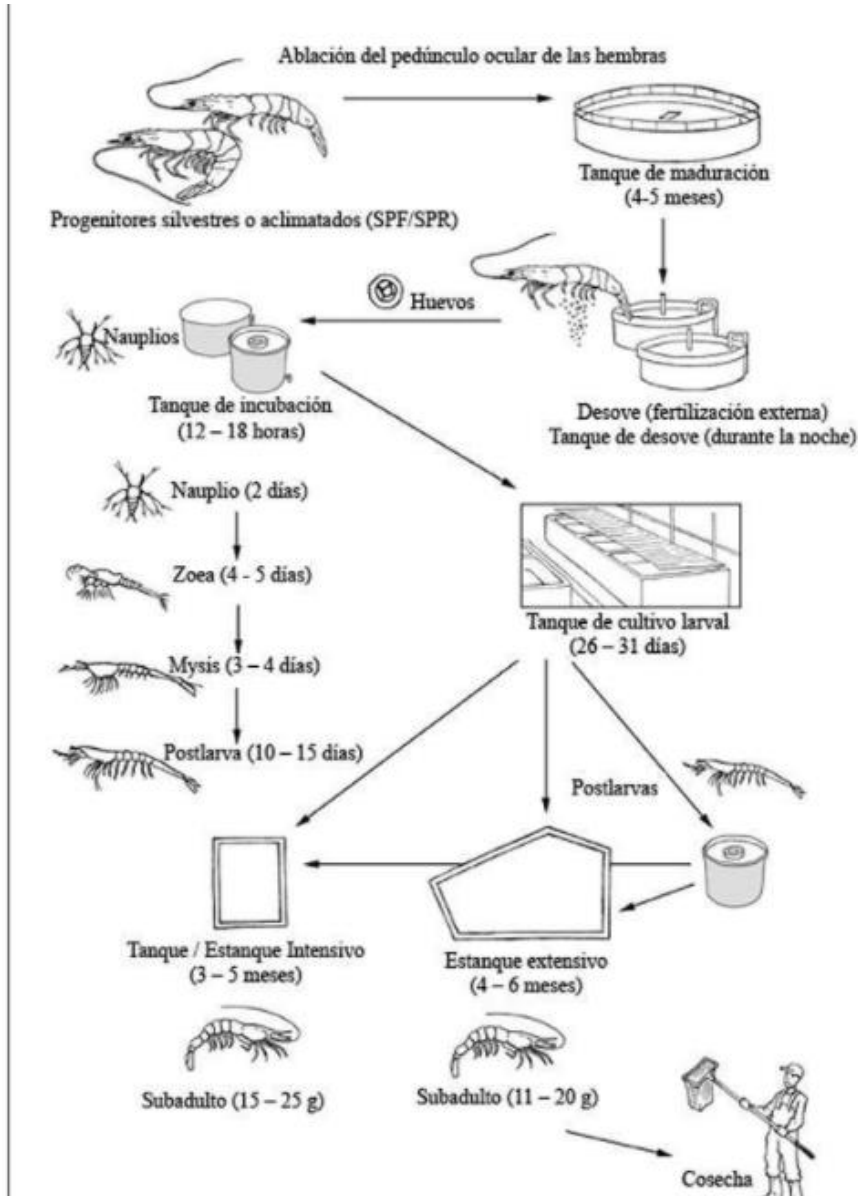 Ablación del pedúnculo ocular de las hembras
Progenitores silvestres o aclimatados (SPF/SPR)
Tanque de maduración
(4-5 meses)
Huevos
Nauplios
Tanque de incubación
(12 – 18 horas)
Desove (fertilización externa)
Tanque de desove (durante la noche)
Nauplio (2 días)
Zoea (4 - 5 días)
Mysis (3 – 4 días)
Postlarva (10 – 15 días)
Tanque de cultivo larval
(26 – 31 días)
Postlarvas
Tanque / Estanque Intensivo
(3 – 5 meses)
Estanque extensivo
(4 – 6 meses)
Subadulto (15 – 25 g)
Subadulto (11 – 20 g)
Cosecha